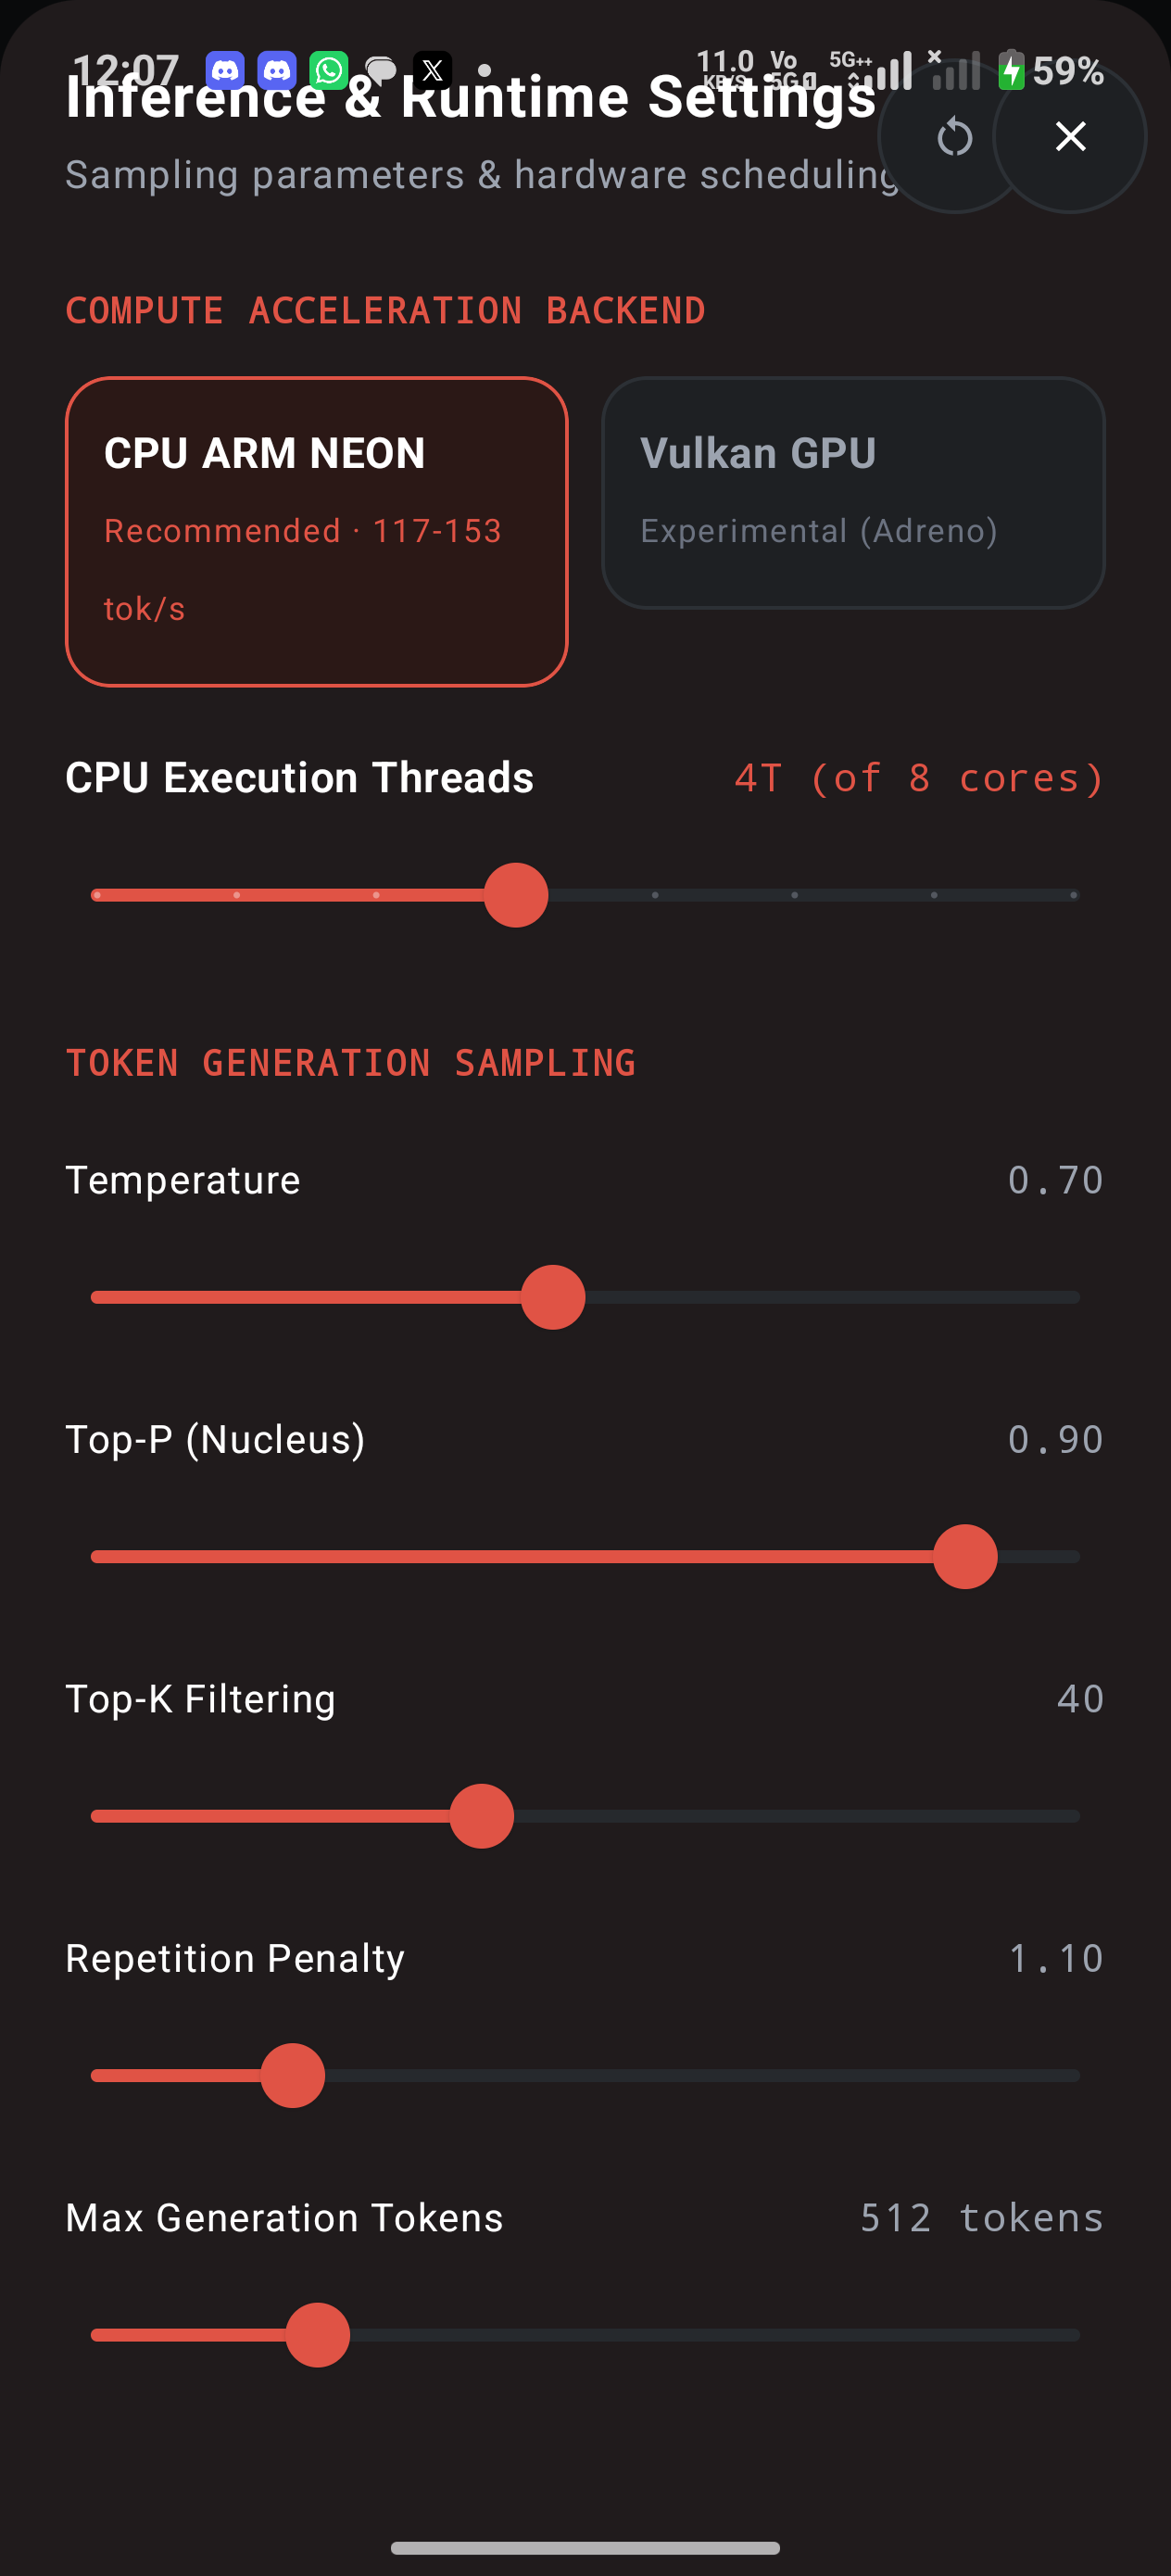 12:07 11.0 KB/S Vo 5G 1 5G++ 59%
Inference & Runtime Settings
Sampling parameters & hardware scheduling
COMPUTE ACCELERATION BACKEND
CPU ARM NEON
Recommended · 117-153
tok/s
Vulkan GPU
Experimental (Adreno)
CPU Execution Threads 4T (of 8 cores)
TOKEN GENERATION SAMPLING
Temperature 0.70
Top-P (Nucleus) 0.90
Top-K Filtering 40
Repetition Penalty 1.10
Max Generation Tokens 512 tokens